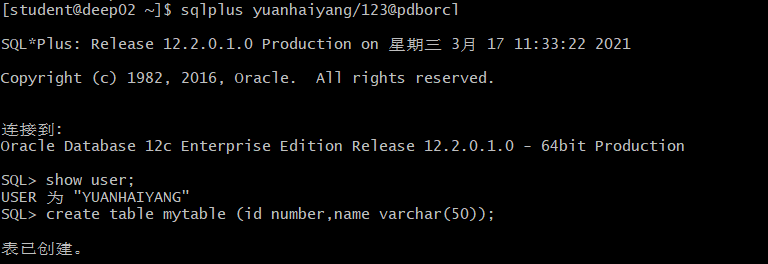 [student@deep02 ~]$ sqlplus yuanhaiyang/123@pdborcl
SQL*Plus: Release 12.2.0.1.0 Production on 星期三 3月 17 11:33:22 2021
Copyright (c) 1982, 2016, Oracle.  All rights reserved.
连接到:
Oracle Database 12c Enterprise Edition Release 12.2.0.1.0 - 64bit Production
SQL> show user;
USER 为 "YUANHAIYANG"
SQL> create table mytable (id number,name varchar(50));
表已创建。